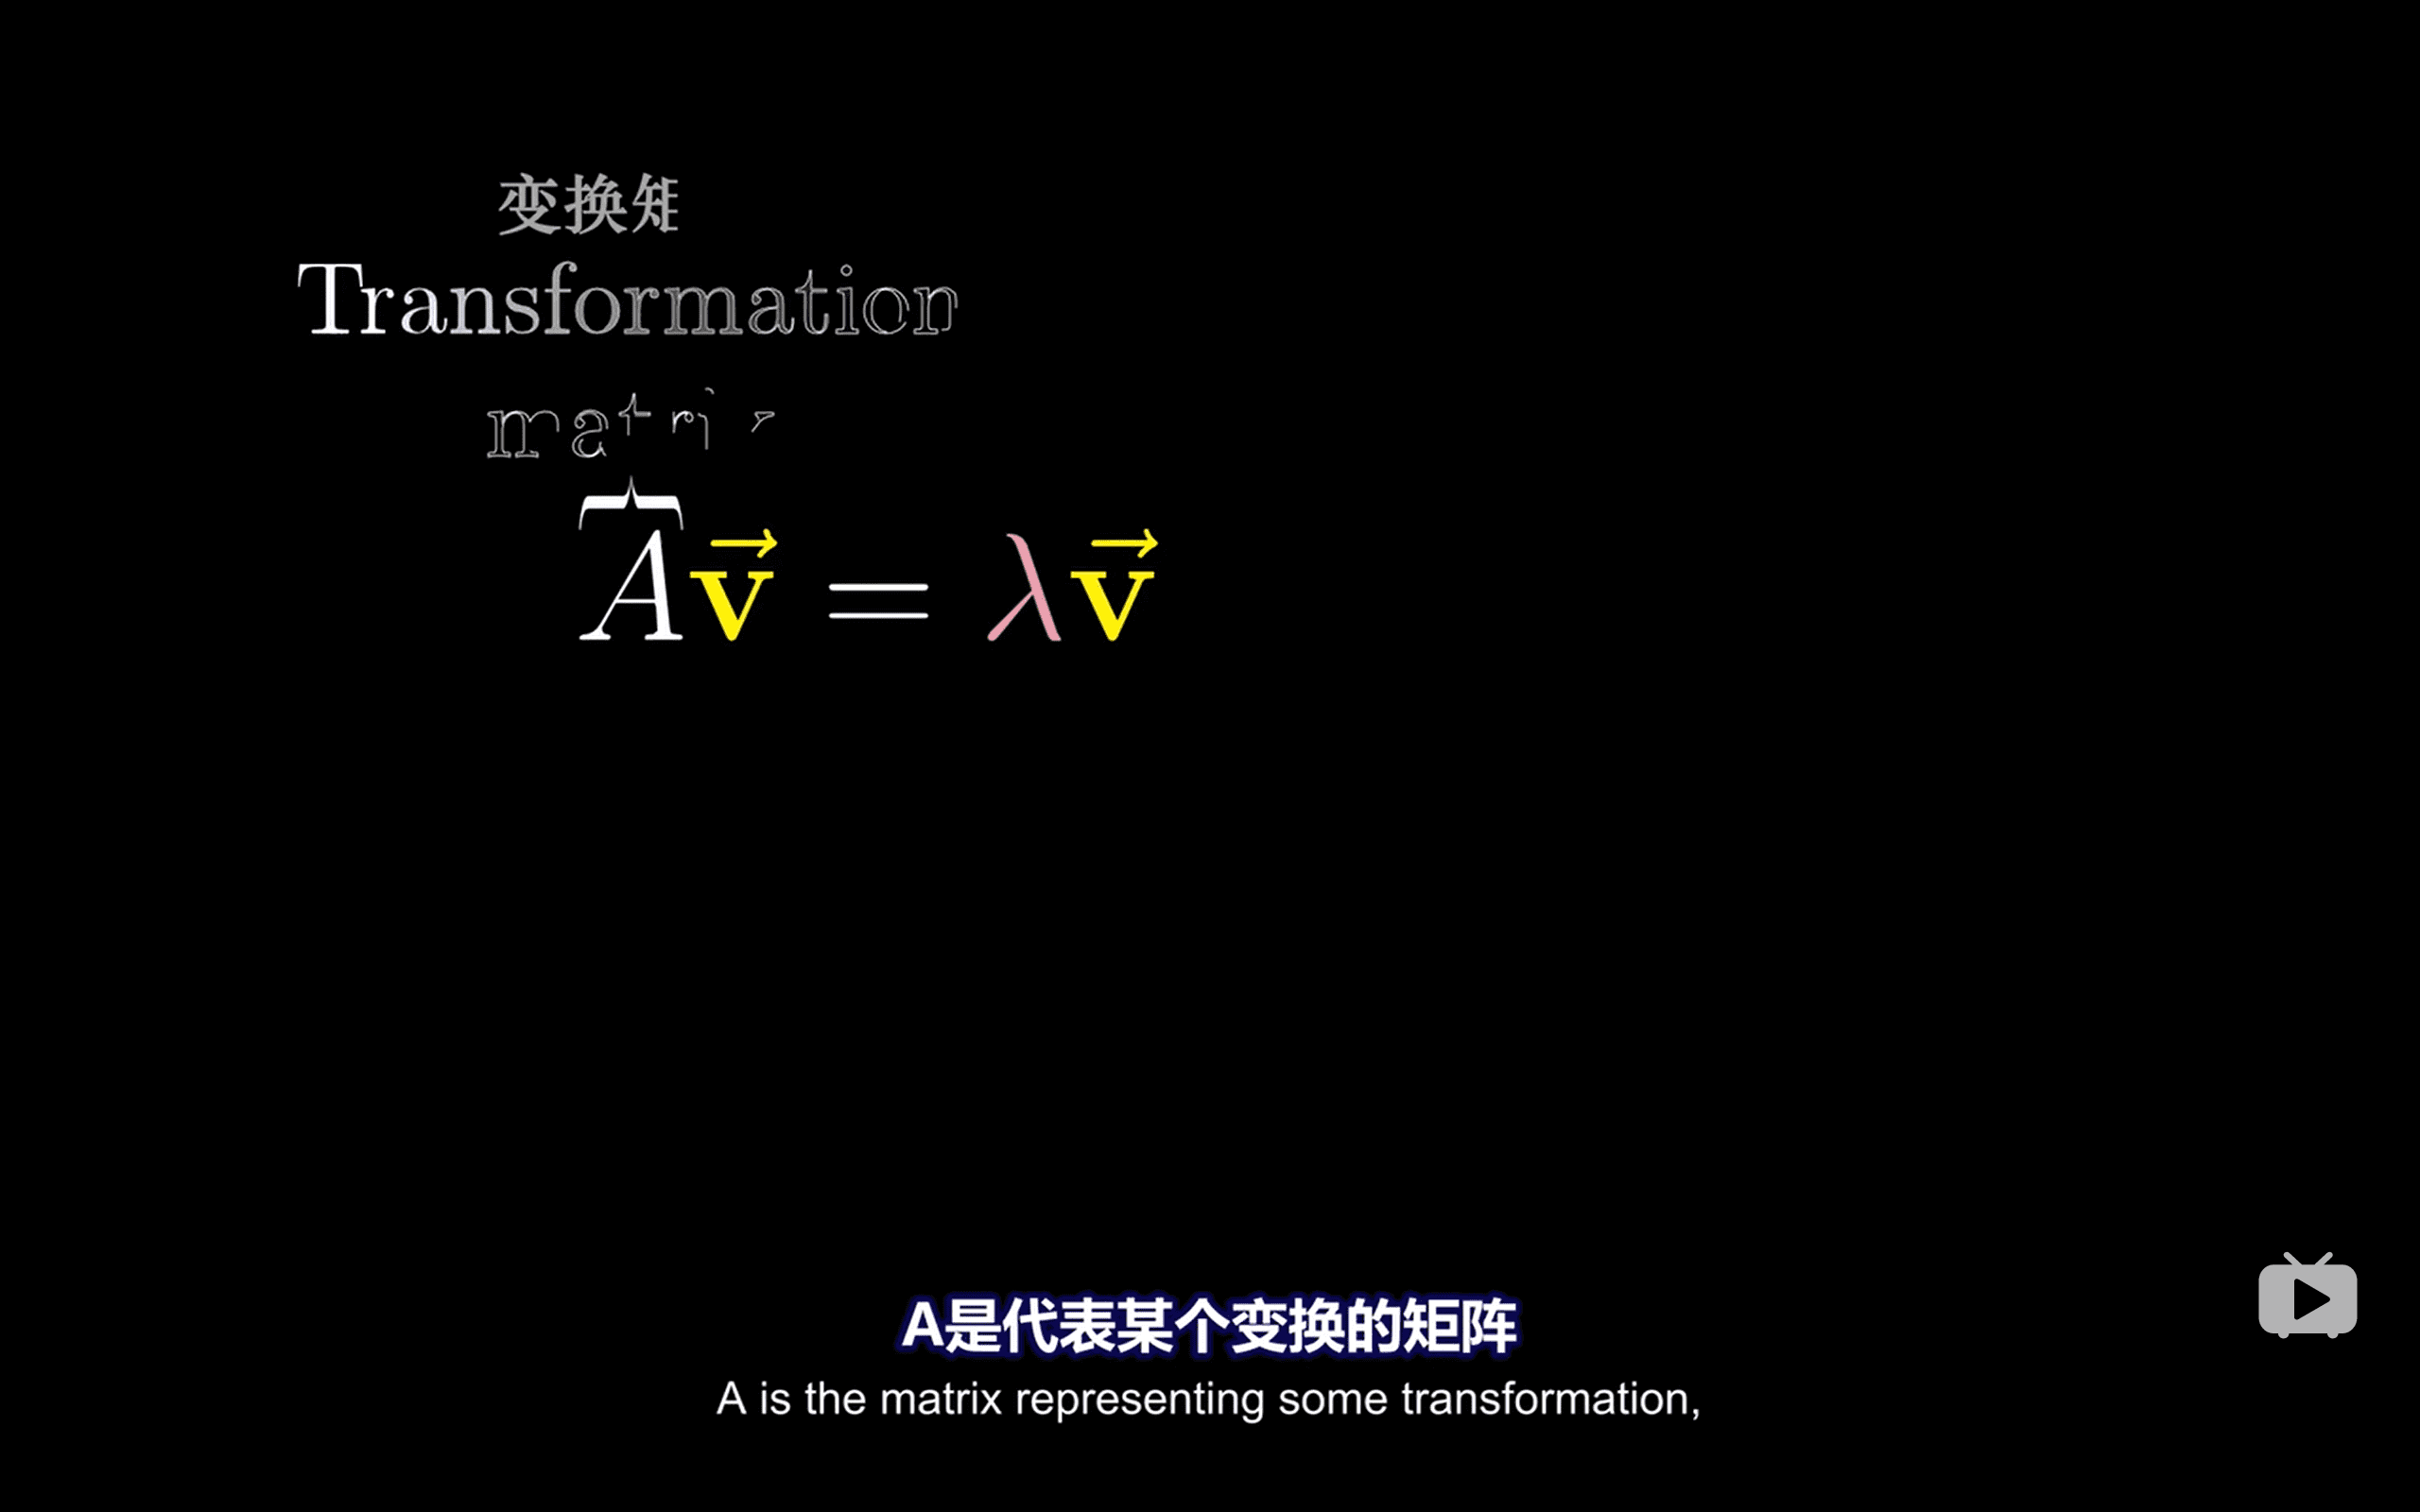 变换矩
Transformation
matrix
A\vec{v} = λ\vec{v}
A是代表某个变换的矩阵
A is the matrix representing some transformation,